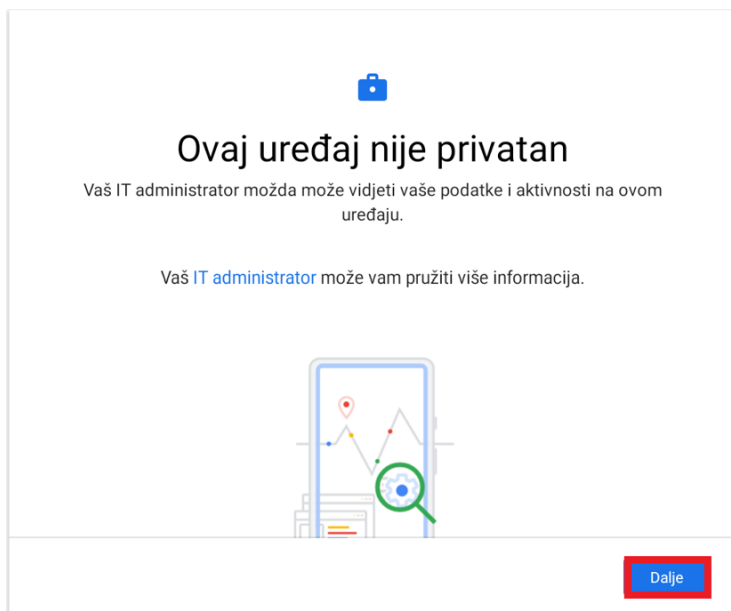 Ovaj uređaj nije privatan
Vaš IT administrator možda može vidjeti vaše podatke i aktivnosti na ovom
uređaju.
Vaš IT administrator može vam pružiti više informacija.
Dalje